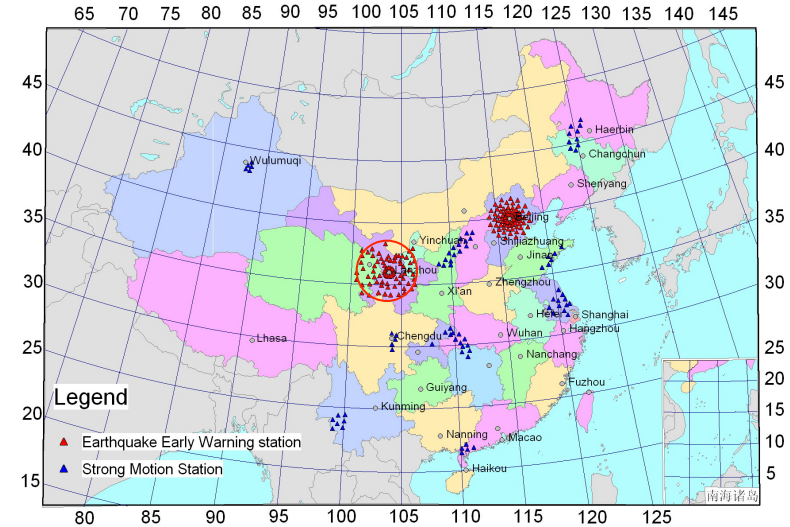 65 70 75 80 85 90 95 100 105 110 115 120 125 130 135 140 145
45 45
Haerbin
Changchun
40 Wulumuqi 40
Shenyang
35 Beijing 35
Yinchuan Shijiazhuang
Jinan
Lanzhou
30 Xi'an Zhengzhou 30
Hefei Shanghai
Wuhan Hangzhou
Lhasa Chengdu
25 Nanchang 25
Guiyang Fuzhou
Legend
Kunming
20 20
Nanning Macao 15
Earthquake Early Warning station
10
Strong Motion Station Haikou
15 5
南海诸岛
80 85 90 95 100 105 110 115 120 125